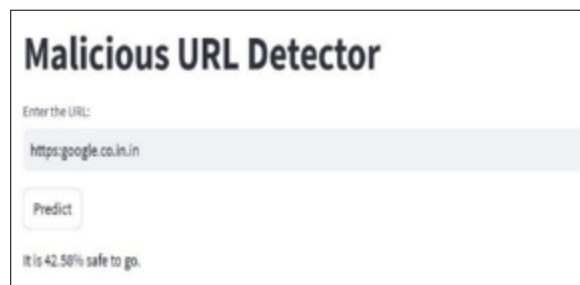 Malicious URL Detector
Enter the URL:
https:google.co.in.in
Predict
It is 42.58% safe to go.